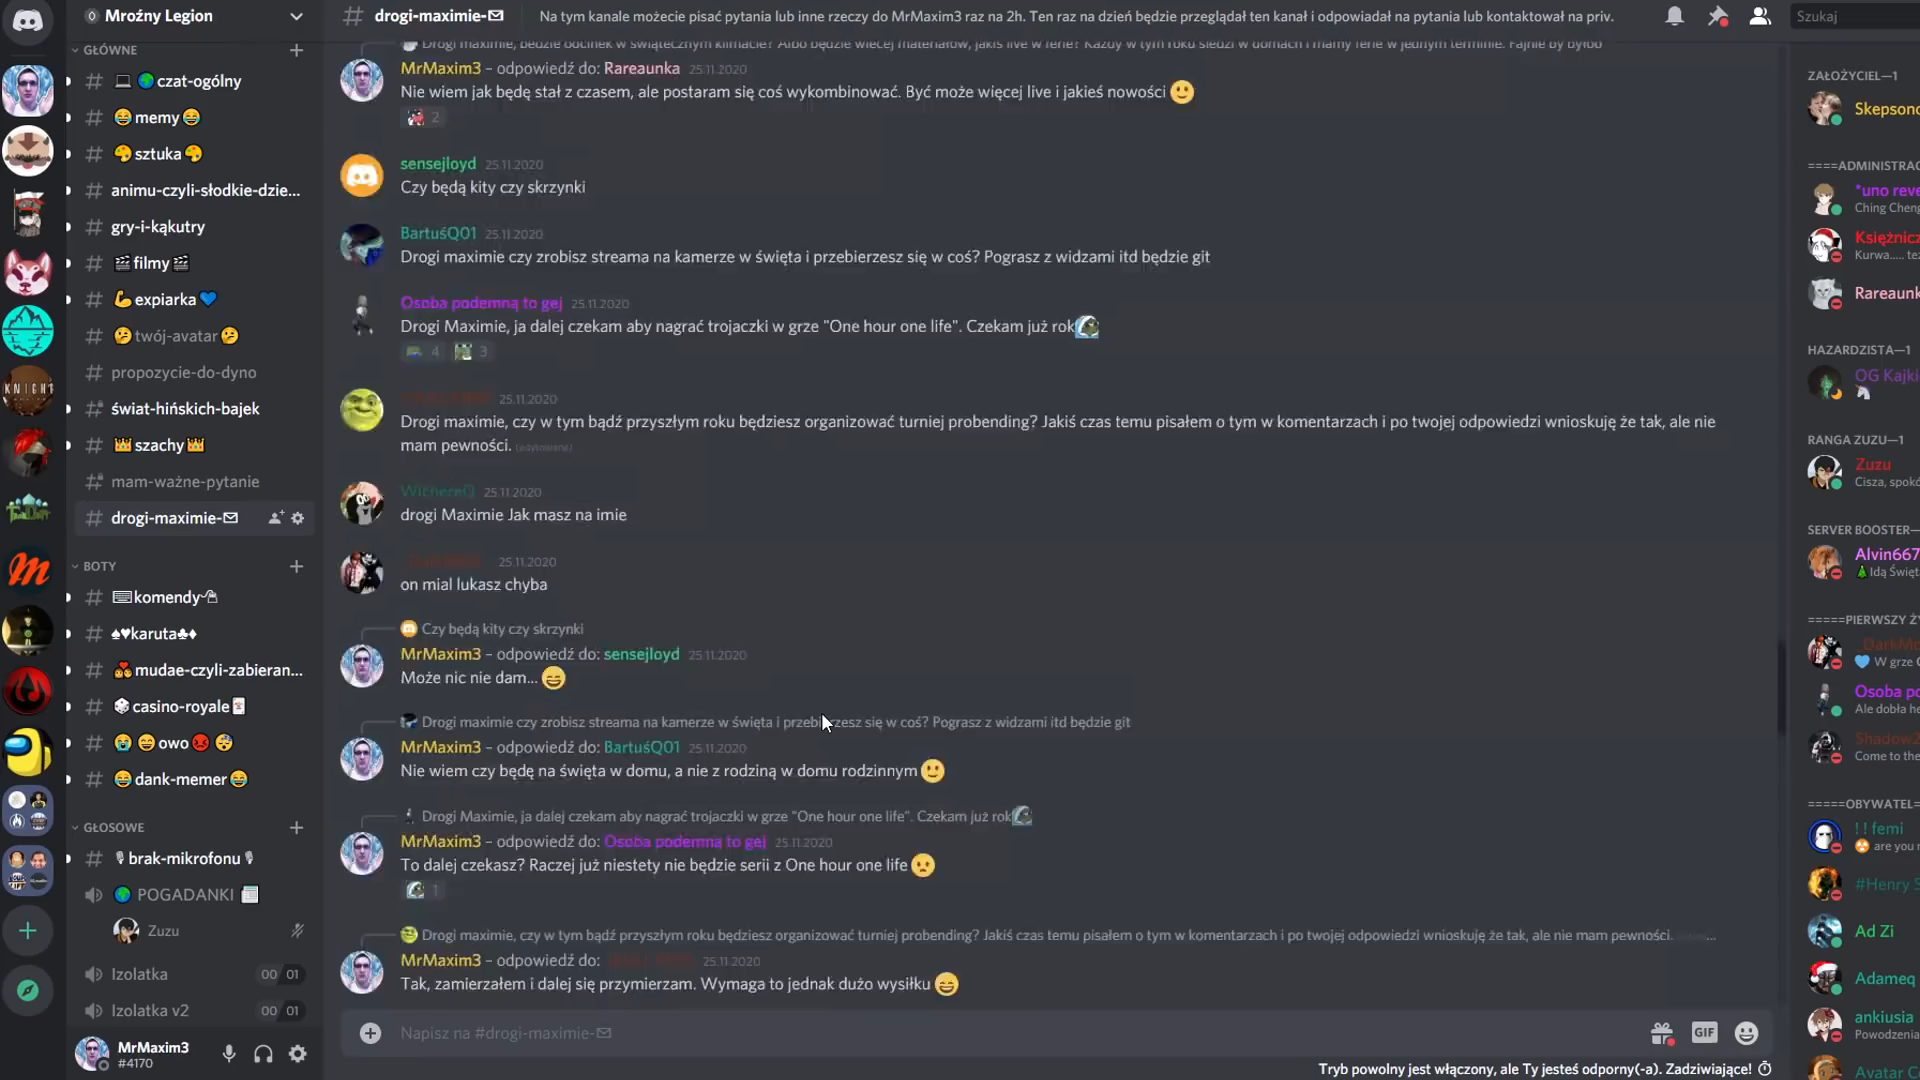 Mroźny Legion
drogi-maximie-
Na tym kanale możecie pisać pytania lub inne rzeczy do MrMaxim3 raz na 2h. Ten raz na dzień będzie przeglądał ten kanał i odpowiadał na pytania lub kontaktował na priv.
Szukaj
GŁÓWNE
czat-ogólny
memy
sztuka
animu-czyli-słodkie-dzie...
gry-i-kąkutry
filmy
expiarka
twój-avatar
propozycie-do-dyno
świat-hińskich-bajek
szachy
mam-ważne-pytanie
drogi-maximie-
BOTY
komendy
karuta
mudae-czyli-zabieran...
casino-royale
owo
dank-memer
GŁOSOWE
brak-mikrofonu
POGADANKI
Zuzu
Izolatka 00 01
Izolatka v2 00 01
MrMaxim3
#4170
Drogi maximie, bedzie odcinek w swiątecznym klimacie? Albo będzie więcej materiałów, jakis live w ferie? Kazdy w tym roku siedzi w domach i mamy ferie w jednym terminie. Fajnie by było
MrMaxim3 – odpowiedź do: Rareaunka 25.11.2020
Nie wiem jak będę stał z czasem, ale postaram się coś wykombinować. Być może więcej live i jakieś nowości
2
sensejloyd 25.11.2020
Czy będą kity czy skrzynki
BartuśQ01 25.11.2020
Drogi maximie czy zrobisz streama na kamerze w święta i przebierzesz się w coś? Pograsz z widzami itd będzie git
Osoba podemną to gej 25.11.2020
Drogi Maximie, ja dalej czekam aby nagrać trojaczki w grze "One hour one life". Czekam już rok
4 3
25.11.2020
Drogi maximie, czy w tym bądź przyszłym roku będziesz organizować turniej probending? Jakiś czas temu pisałem o tym w komentarzach i po twojej odpowiedzi wnioskuję że tak, ale nie
mam pewności. (edytowane)
25.11.2020
drogi Maximie Jak masz na imie
25.11.2020
on mial lukasz chyba
Czy będą kity czy skrzynki
MrMaxim3 – odpowiedź do: sensejloyd 25.11.2020
Może nic nie dam...
Drogi maximie czy zrobisz streama na kamerze w święta i przebierzesz się w coś? Pograsz z widzami itd będzie git
MrMaxim3 – odpowiedź do: BartuśQ01 25.11.2020
Nie wiem czy będę na święta w domu, a nie z rodziną w domu rodzinnym
Drogi Maximie, ja dalej czekam aby nagrać trojaczki w grze "One hour one life". Czekam już rok
MrMaxim3 – odpowiedź do: Osoba podemną to gej 25.11.2020
To dalej czekasz? Raczej już niestety nie będzie serii z One hour one life
1
Drogi maximie, czy w tym bądź przyszłym roku będziesz organizować turniej probending? Jakiś czas temu pisałem o tym w komentarzach i po twojej odpowiedzi wnioskuję że tak, ale nie mam pewności. ...
MrMaxim3 – odpowiedź do: 25.11.2020
Tak, zamierzałem i dalej się przymierzam. Wymaga to jednak dużo wysiłku
Napisz na #drogi-maximie-
GIF
Tryb powolny jest włączony, ale Ty jesteś odporny(-a). Zadziwiające!
ZAŁOŻYCIEL—1
Skepsono
====ADMINISTRAC
*uno reve
Ching Cheng
Księżnicz
Kurwa..... te
Rareaunk
HAZARDZISTA—1
OG Kajki
RANGA ZUZU—1
Zuzu
Cisza, spokó
SERVER BOOSTER—
Alvin667
Idą Święt
=====PIERWSZY Ż
_DarkMo
W grze
Osoba po
Ale dobła he
Shadow2
Come to the
=====OBYWATEL=
! ! femi
are you
#Henry S
Ad Zi
Adameq
ankiusia
Powodzenia
Avatar C